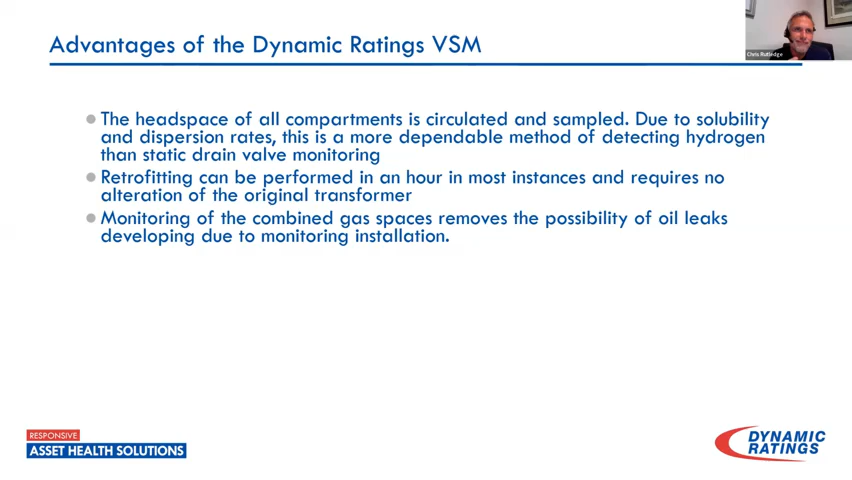 Advantages of the Dynamic Ratings VSM
Chris Rutledge
The headspace of all compartments is circulated and sampled. Due to solubility
and dispersion rates, this is a more dependable method of detecting hydrogen
than static drain valve monitoring
Retrofitting can be performed in an hour in most instances and requires no
alteration of the original transformer
Monitoring of the combined gas spaces removes the possibility of oil leaks
developing due to monitoring installation.
RESPONSIVE
ASSET HEALTH SOLUTIONS
DYNAMIC
RATINGS